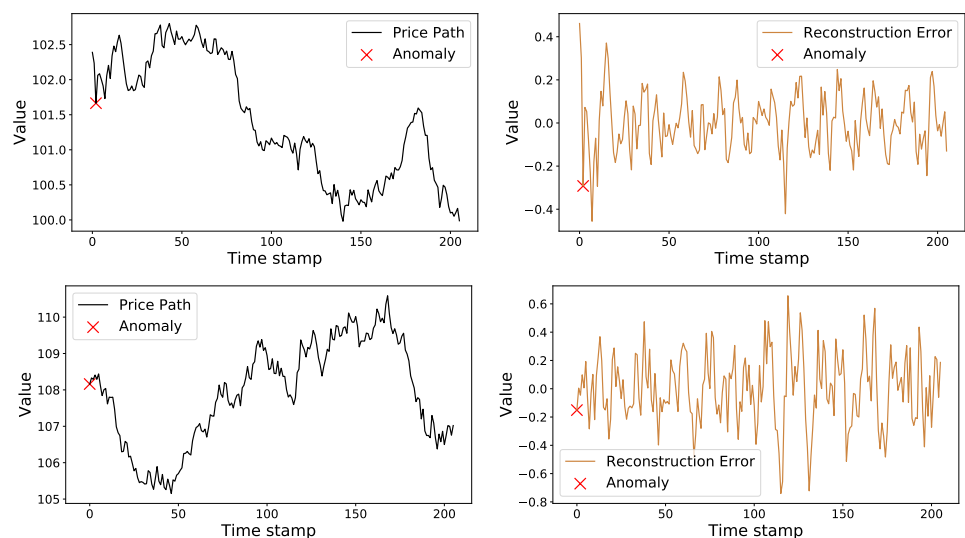 Price Path
Anomaly
Value
102.5
102.0
101.5
101.0
100.5
100.0
0 50 100 150 200
Time stamp
Reconstruction Error
Anomaly
Value
0.4
0.2
0.0
−0.2
−0.4
0 50 100 150 200
Time stamp
Price Path
Anomaly
Value
110
109
108
107
106
105
0 50 100 150 200
Time stamp
Value
0.6
0.4
0.2
0.0
−0.2
−0.4
−0.6
−0.8
Reconstruction Error
Anomaly
0 50 100 150 200
Time stamp